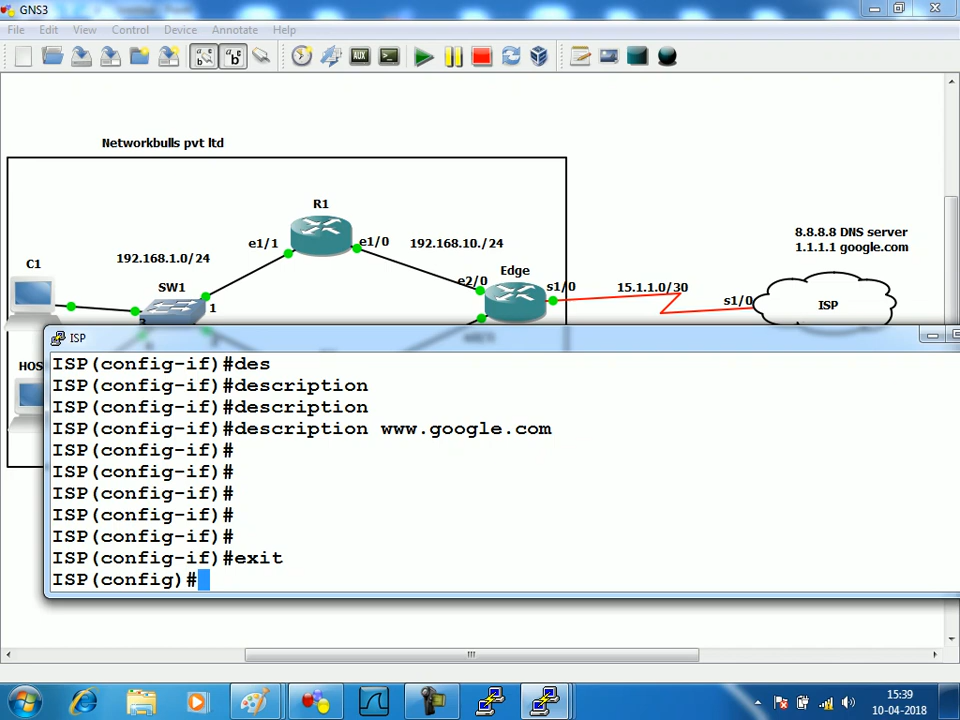 GNS3
File Edit View Control Device Annotate Help
Networkbulls pvt ltd
R1
8.8.8.8 DNS server
1.1.1.1 google.com
e1/1
e1/0
192.168.10./24
192.168.1.0/24
C1
Edge
e2/0
s1/0
15.1.1.0/30
SW1
s1/0
ISP
1
ISP
HOS
ISP(config-if)#des
ISP(config-if)#description
ISP(config-if)#description
ISP(config-if)#description www.google.com
ISP(config-if)#
ISP(config-if)#
ISP(config-if)#
ISP(config-if)#
ISP(config-if)#
ISP(config-if)#exit
ISP(config)#
15:39
10-04-2018